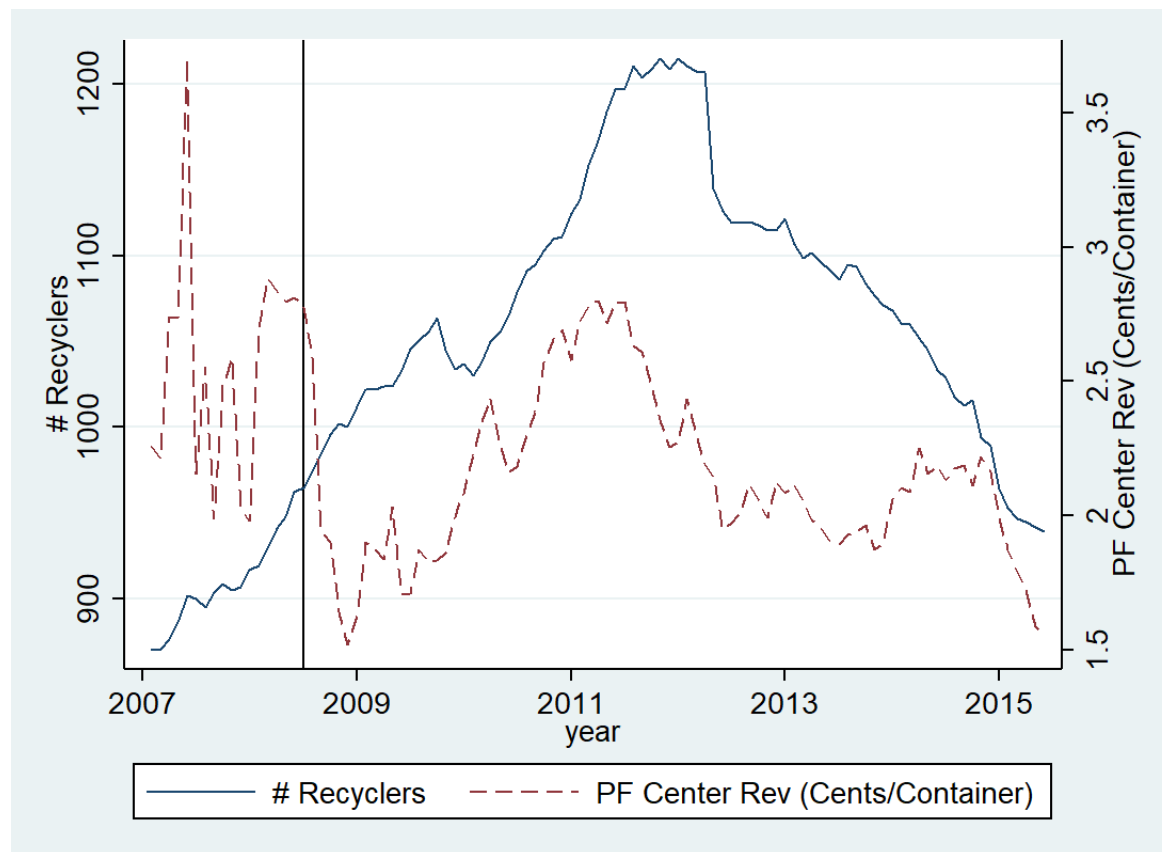 1200
1100
1000
900
# Recyclers
3.5
3
2.5
2
1.5
PF Center Rev (Cents/Container)
2007 2009 2011 2013 2015
year
# Recyclers PF Center Rev (Cents/Container)